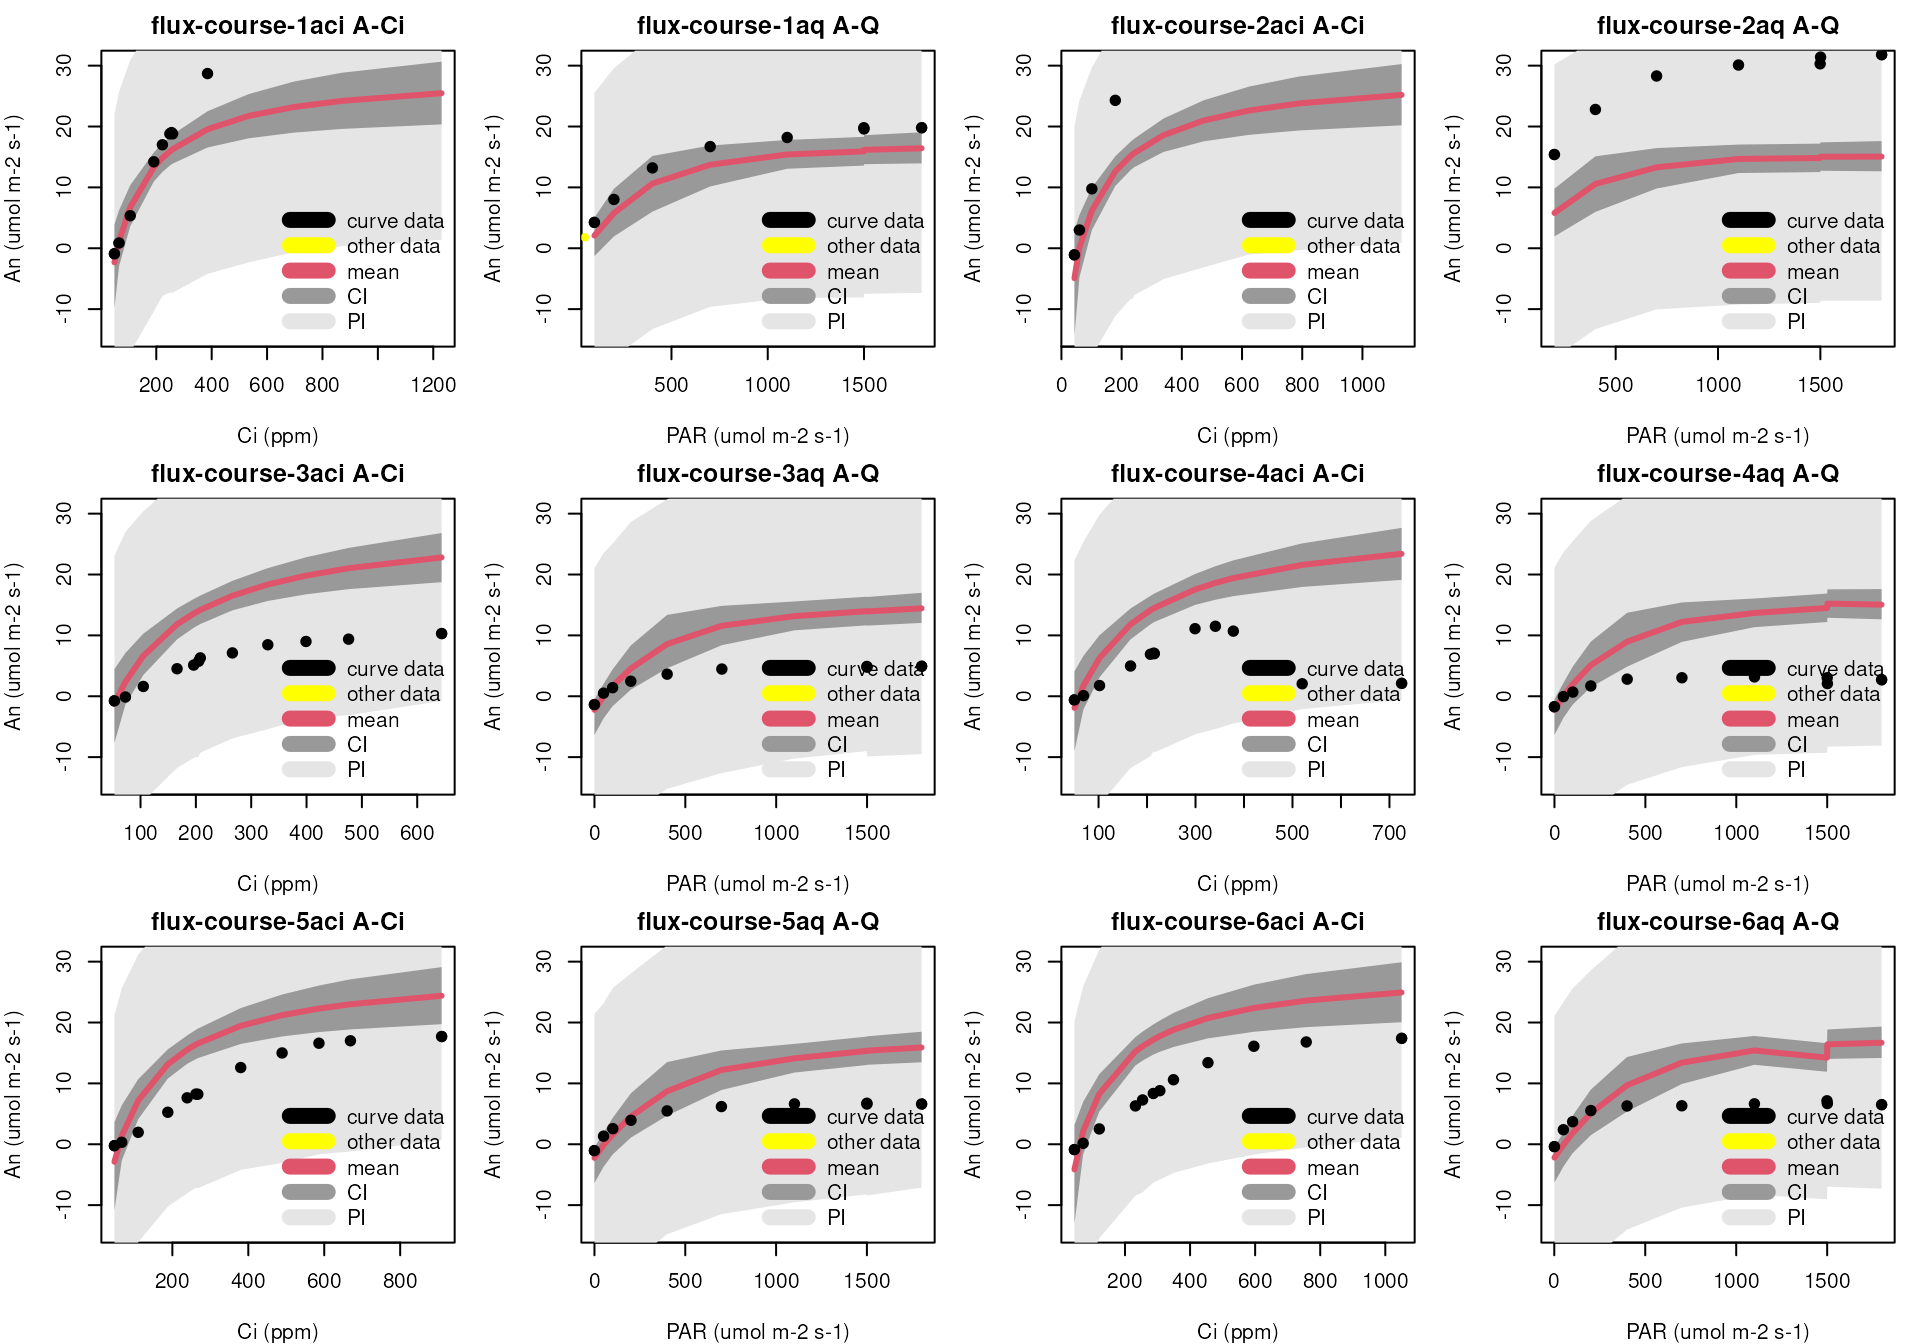 flux-course-1aci A-Ci
An (umol m-2 s-1)
30
20
10
0
-10
curve data
other data
mean
CI
PI
200 400 600 800 1200
Ci (ppm)
flux-course-1aq A-Q
An (umol m-2 s-1)
30
20
10
0
-10
curve data
other data
mean
CI
PI
500 1000 1500
PAR (umol m-2 s-1)
flux-course-2aci A-Ci
An (umol m-2 s-1)
30
20
10
0
-10
curve data
other data
mean
CI
PI
0 200 400 600 800 1000
Ci (ppm)
flux-course-2aq A-Q
An (umol m-2 s-1)
30
20
10
0
-10
curve data
other data
mean
CI
PI
500 1000 1500
PAR (umol m-2 s-1)
flux-course-3aci A-Ci
An (umol m-2 s-1)
30
20
10
0
-10
curve data
other data
mean
CI
PI
100 200 300 400 500 600
Ci (ppm)
flux-course-3aq A-Q
An (umol m-2 s-1)
30
20
10
0
-10
curve data
other data
mean
CI
PI
0 500 1000 1500
PAR (umol m-2 s-1)
flux-course-4aci A-Ci
An (umol m-2 s-1)
30
20
10
0
-10
curve data
other data
mean
CI
PI
100 300 500 700
Ci (ppm)
flux-course-4aq A-Q
An (umol m-2 s-1)
30
20
10
0
-10
curve data
other data
mean
CI
PI
0 500 1000 1500
PAR (umol m-2 s-1)
flux-course-5aci A-Ci
An (umol m-2 s-1)
30
20
10
0
-10
curve data
other data
mean
CI
PI
200 400 600 800
Ci (ppm)
flux-course-5aq A-Q
An (umol m-2 s-1)
30
20
10
0
-10
curve data
other data
mean
CI
PI
0 500 1000 1500
PAR (umol m-2 s-1)
flux-course-6aci A-Ci
An (umol m-2 s-1)
30
20
10
0
-10
curve data
other data
mean
CI
PI
200 400 600 800 1000
Ci (ppm)
flux-course-6aq A-Q
An (umol m-2 s-1)
30
20
10
0
-10
curve data
other data
mean
CI
PI
0 500 1000 1500
PAR (umol m-2 s-1)